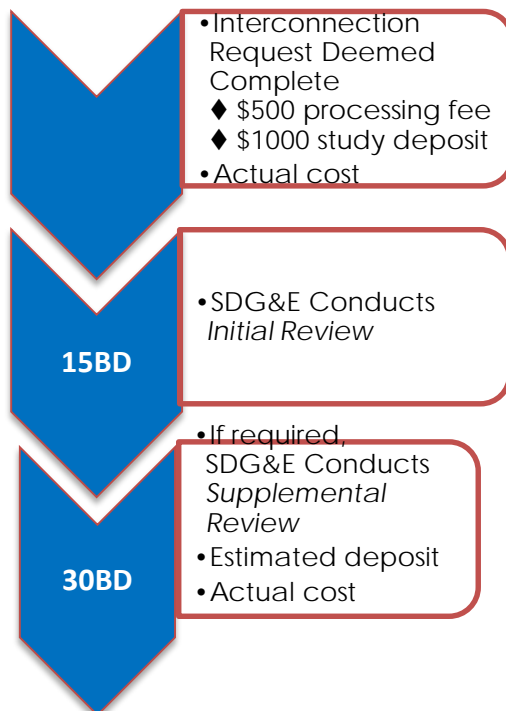 •Interconnection
Request Deemed
Complete
♦ $500 processing fee
♦ $1000 study deposit
•Actual cost
15BD
•SDG&E Conducts
Initial Review
30BD
•If required,
SDG&E Conducts
Supplemental
Review
•Estimated deposit
•Actual cost